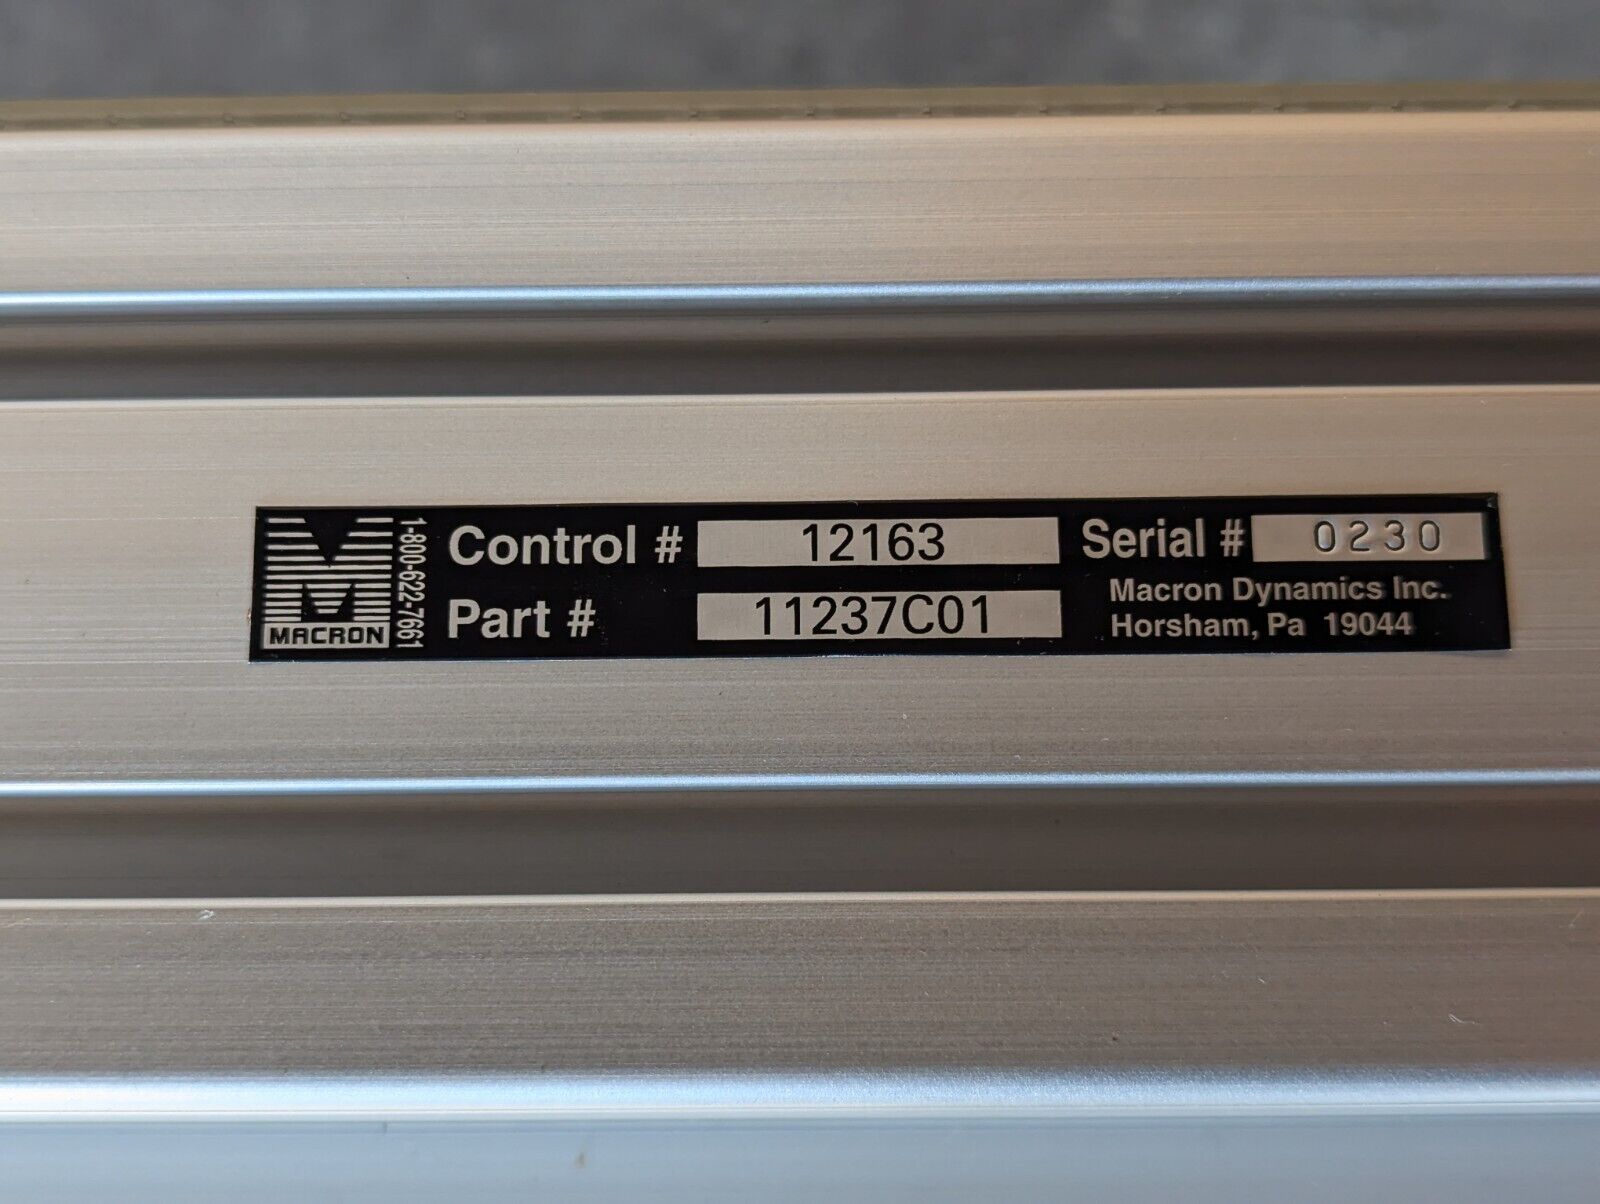 MACRON
1-800-622-7661
Control # 12163
Part # 11237C01
Serial # 0230
Macron Dynamics Inc.
Horsham, Pa 19044